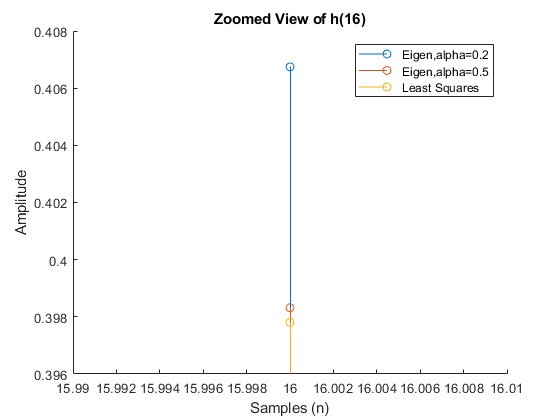 Zoomed View of h(16)
Eigen,alpha=0.2
Eigen,alpha=0.5
Least Squares
Amplitude
0.408
0.406
0.404
0.402
0.4
0.398
0.396
15.99 15.992 15.994 15.996 15.998 16 16.002 16.004 16.006 16.008 16.01
Samples (n)